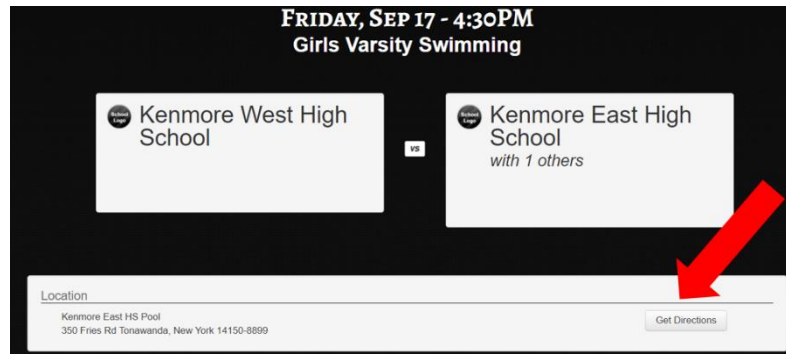 FRIDAY, SEP 17 - 4:30PM
Girls Varsity Swimming
School Logo
Kenmore West High
School
vs
School Logo
Kenmore East High
School
with 1 others
Location
Kenmore East HS Pool
350 Fries Rd Tonawanda, New York 14150-8899
Get Directions